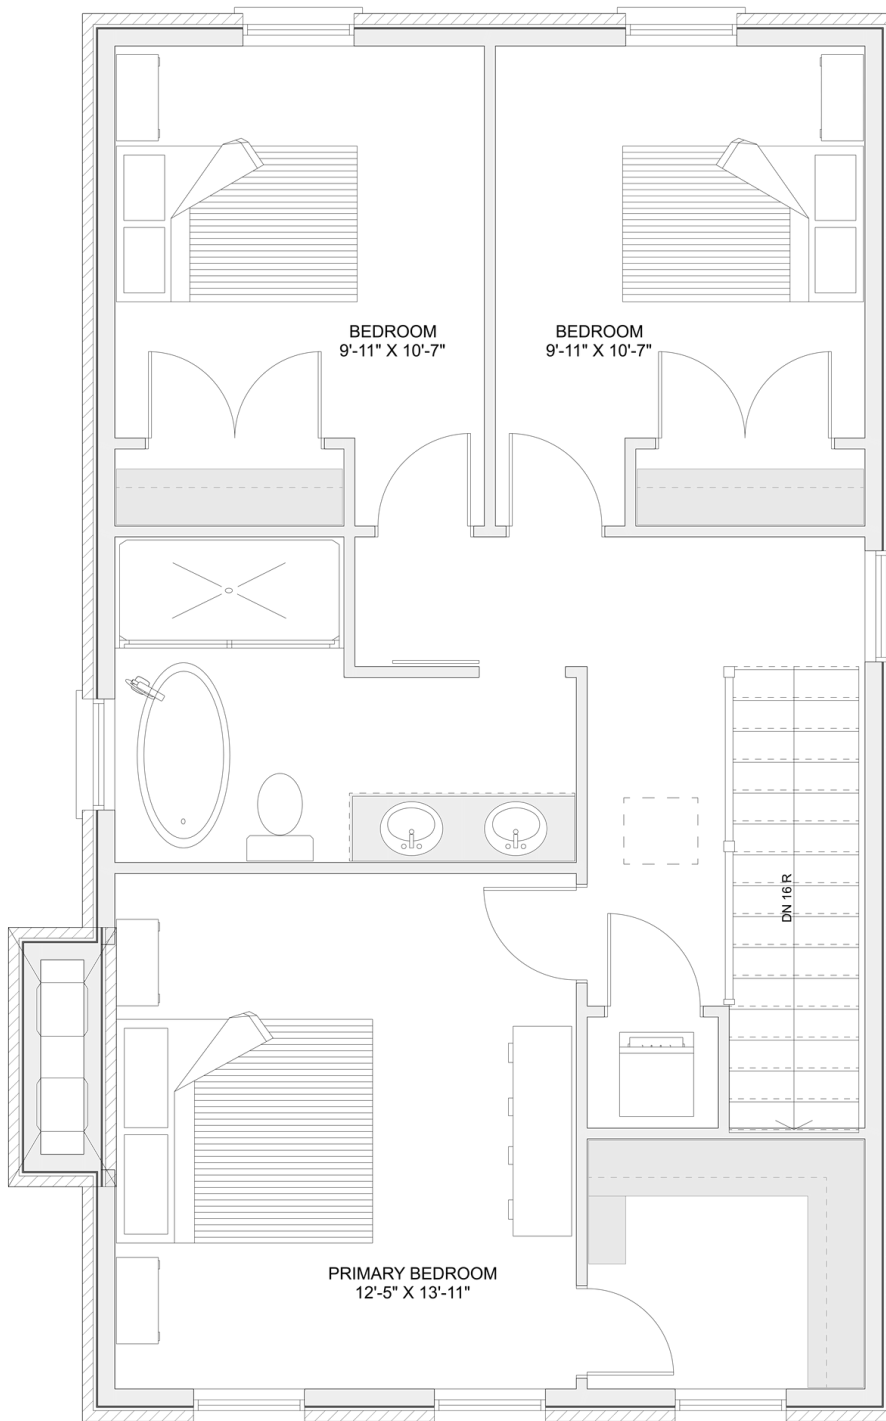 BEDROOM
9'-11" X 10'-7"
BEDROOM
9'-11" X 10'-7"
DN 16 R
PRIMARY BEDROOM
12'-5" X 13'-11"